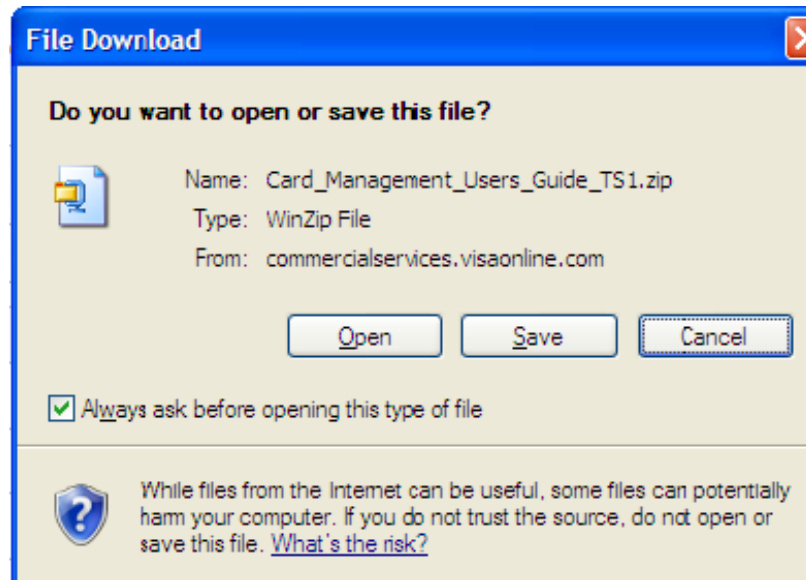 File Download
Do you want to open or save this file?
Name: Card_Management_Users_Guide_TS1.zip
Type: WinZip File
From: commercialservices.visaonline.com
Open Save Cancel
Always ask before opening this type of file
While files from the Internet can be useful, some files can potentially
harm your computer. If you do not trust the source, do not open or
save this file. What's the risk?